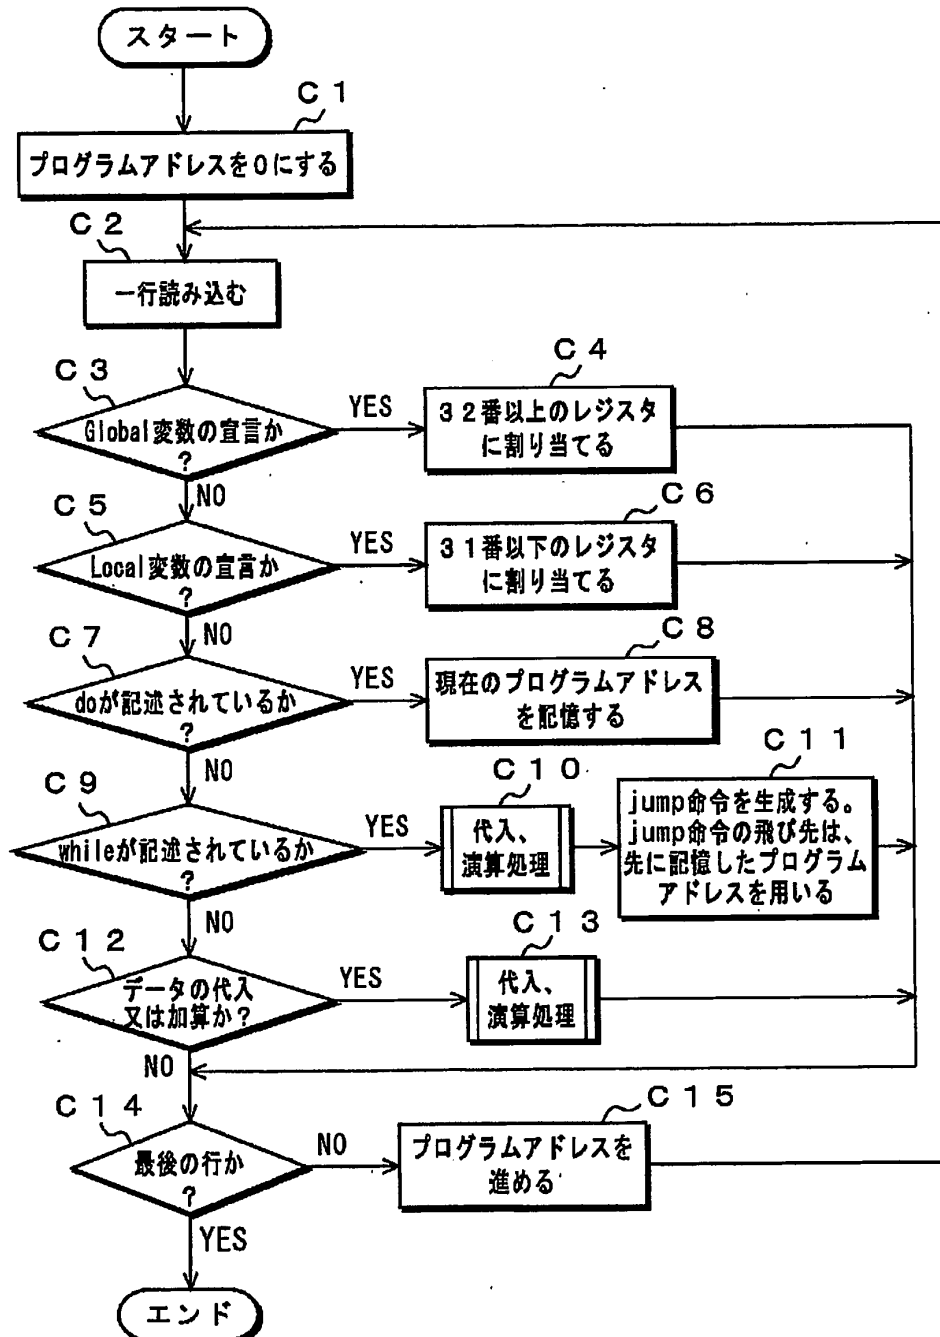 スタート
C1
プログラムアドレスを0にする
C2
一行読み込む
C3
Global変数の宣言か
?
YES
NO
C4
32番以上のレジスタ
に割り当てる
C5
Local変数の宣言か
?
YES
NO
C6
31番以下のレジスタ
に割り当てる
C7
doが記述されているか
?
YES
NO
C8
現在のプログラムアドレス
を記憶する
C9
whileが記述されているか
?
YES
NO
C10
代入、
演算処理
C11
jump命令を生成する。
jump命令の飛び先は、
先に記憶したプログラム
アドレスを用いる
C12
データの代入
又は加算か?
YES
NO
C13
代入、
演算処理
C14
最後の行か
?
NO
YES
C15
プログラムアドレスを
進める
エンド